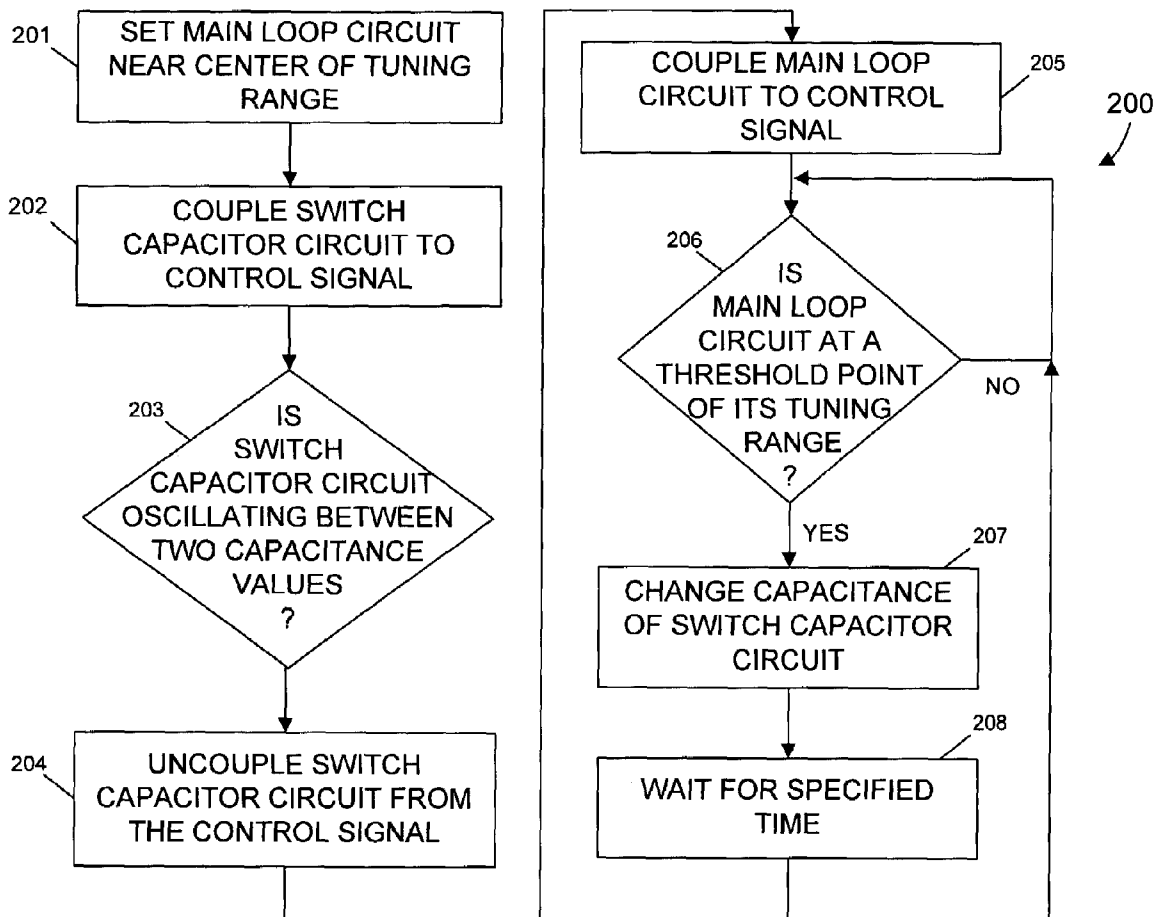 201
SET MAIN LOOP CIRCUIT
NEAR CENTER OF TUNING
RANGE
202
COUPLE SWITCH
CAPACITOR CIRCUIT TO
CONTROL SIGNAL
203
IS
SWITCH
CAPACITOR CIRCUIT
OSCILLATING BETWEEN
TWO CAPACITANCE
VALUES
?
204
UNCOUPLE SWITCH
CAPACITOR CIRCUIT FROM
THE CONTROL SIGNAL
COUPLE MAIN LOOP
CIRCUIT TO CONTROL
SIGNAL
205
200
206
IS
MAIN LOOP
CIRCUIT AT A
THRESHOLD POINT
OF ITS TUNING
RANGE
?
NO
YES
207
CHANGE CAPACITANCE
OF SWITCH CAPACITOR
CIRCUIT
208
WAIT FOR SPECIFIED
TIME